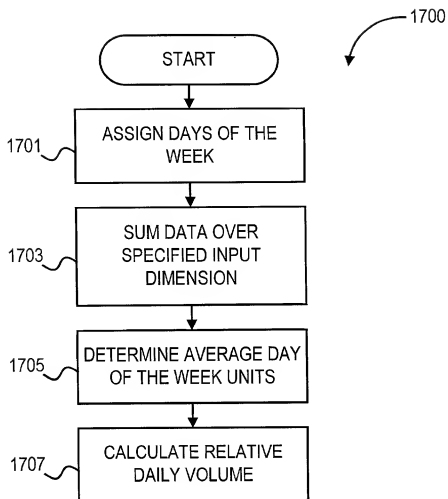 1700
START
1701
ASSIGN DAYS OF THE
WEEK
1703
SUM DATA OVER
SPECIFIED INPUT
DIMENSION
1705
DETERMINE AVERAGE DAY
OF THE WEEK UNITS
1707
CALCULATE RELATIVE
DAILY VOLUME